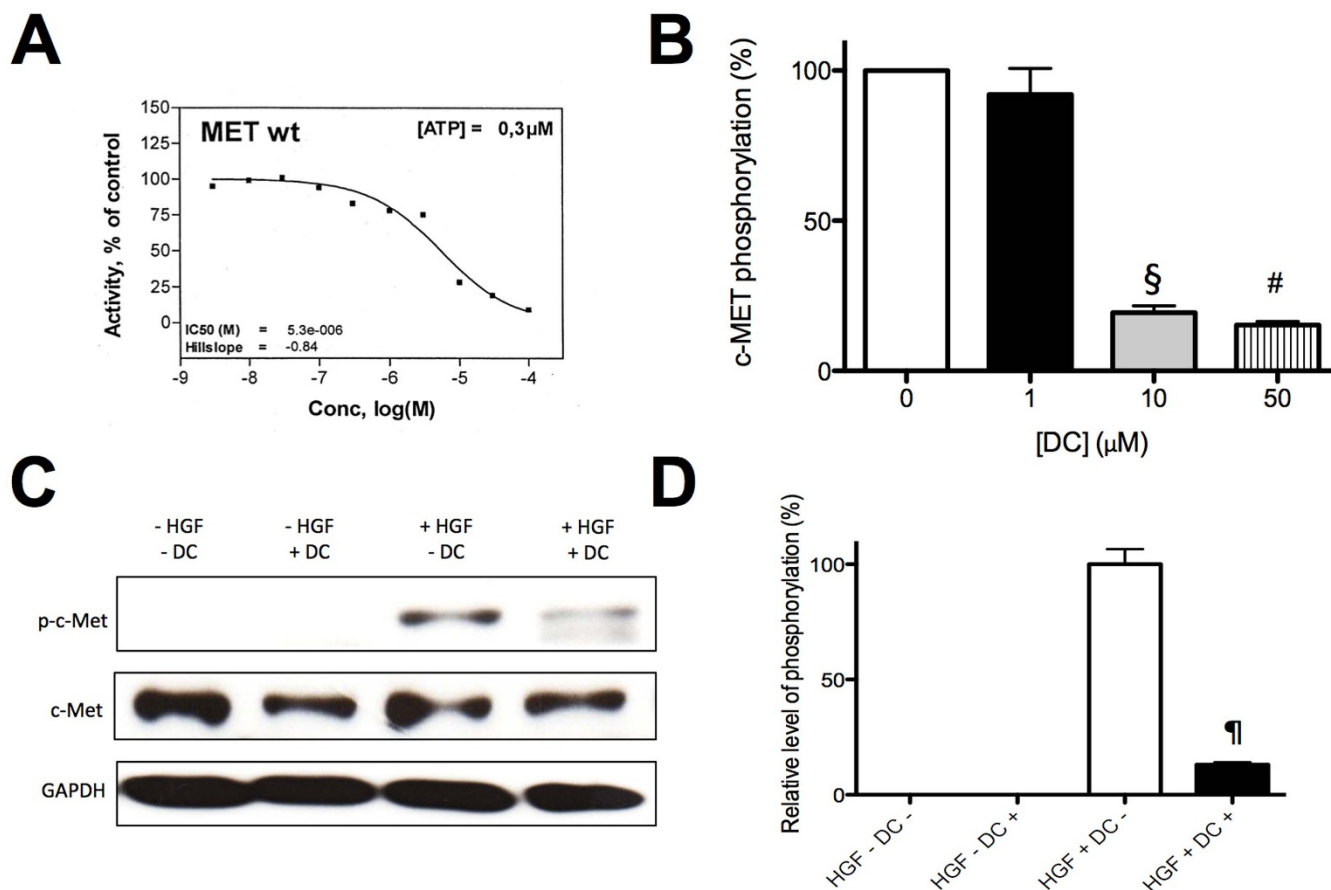 A
150
125
100
75
50
25
0
MET wt
[ATP] = 0,3µM
IC50 (M) = 5.3e-006
Hillslope = -0.84
-9 -8 -7 -6 -5 -4
Conc, log(M)
Activity, % of control
B
c-MET phosphorylation (%)
100
50
0
§
#
0 1 10 50
[DC] (µM)
C
- HGF - HGF + HGF + HGF
- DC + DC - DC + DC
p-c-Met
c-Met
GAPDH
D
Relative level of phosphorylation (%)
100
50
0
¶
HGF - DC -
HGF - DC +
HGF + DC -
HGF + DC +